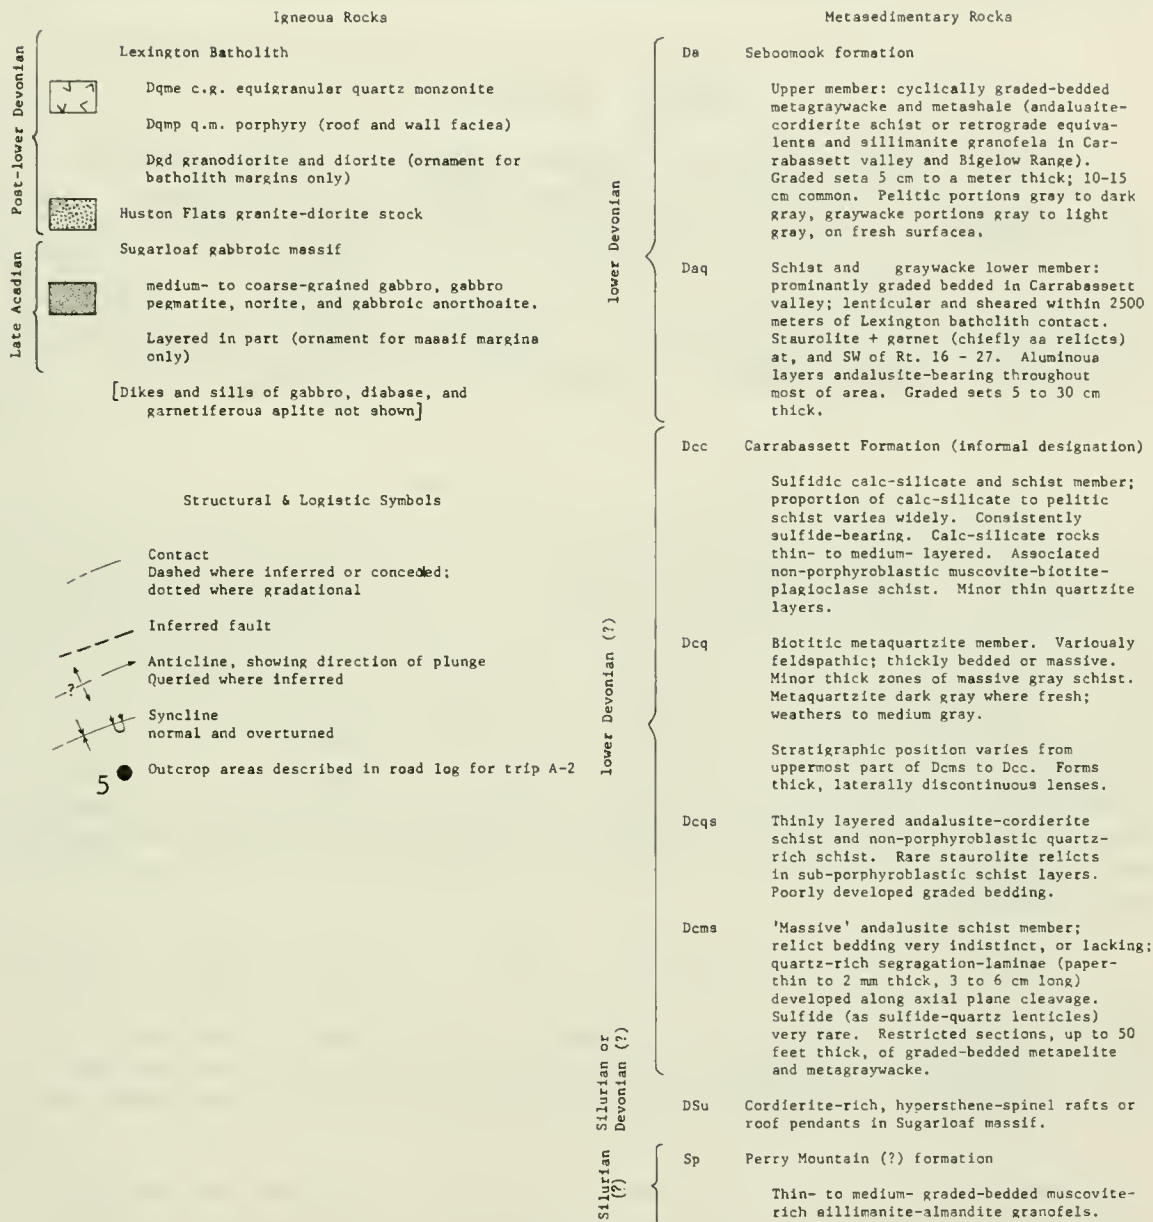 Igneous Rocks
Post-lower Devonian
Lexington Batholith
Dqme c.g. equigranular quartz monzonite
Dqmp q.m. porphyry (roof and wall facies)
Dgd granodiorite and diorite (ornament for
batholith margins only)
Huston Flats granite-diorite stock
Late Acadian
Sugarloaf gabbroic massif
medium- to coarse-grained gabbro, gabbro
pegmatite, norite, and gabbroic anorthosite.
Layered in part (ornament for massif margins
only)
[Dikes and sills of gabbro, diabase, and
garnetiferous aplite not shown]
Structural & Logistic Symbols
Contact
Dashed where inferred or conceded;
dotted where gradational
Inferred fault
-?
Anticline, showing direction of plunge
Queried where inferred
Syncline
normal and overturned
5 Outcrop areas described in road log for trip A-2
Metasedimentary Rocks
lower Devonian
Ds Seboomook formation
Upper member: cyclically graded-bedded
metagraywacke and metashale (andalusite-
cordierite schist or retrograde equiva-
lents and sillimanite granofels in Car-
rabassett valley and Bigelow Range).
Graded sets 5 cm to a meter thick; 10-15
cm common. Pelitic portions gray to dark
gray, graywacke portions gray to light
gray, on fresh surfaces.
Dsq Schist and graywacke lower member:
prominantly graded bedded in Carrabassett
valley; lenticular and sheared within 2500
meters of Lexington batholith contact.
Staurolite + garnet (chiefly as relicts)
at, and SW of Rt. 16 - 27. Aluminous
layers andalusite-bearing throughout
most of area. Graded sets 5 to 30 cm
thick.
lower Devonian (?)
Dcc Carrabassett Formation (informal designation)
Sulfidic calc-silicate and schist member;
proportion of calc-silicate to pelitic
schist varies widely. Consistently
sulfide-bearing. Calc-silicate rocks
thin- to medium- layered. Associated
non-porphyroblastic muscovite-biotite-
plagioclase schist. Minor thin quartzite
layers.
Dcq Biotitic metaquartzite member. Variously
feldspathic; thickly bedded or massive.
Minor thick zones of massive gray schist.
Metaquartzite dark gray where fresh;
weathers to medium gray.
Stratigraphic position varies from
uppermost part of Dcms to Dcc. Forms
thick, laterally discontinuous lenses.
Dcqs Thinly layered andalusite-cordierite
schist and non-porphyroblastic quartz-
rich schist. Rare staurolite relicts
in sub-porphyroblastic schist layers.
Poorly developed graded bedding.
Dcms 'Massive' andalusite schist member;
relict bedding very indistinct, or lacking;
quartz-rich segragation-laminae (paper-
thin to 2 mm thick, 3 to 6 cm long)
developed along axial plane cleavage.
Sulfide (as sulfide-quartz lenticles)
very rare. Restricted sections, up to 50
feet thick, of graded-bedded metapelite
and metagraywacke.
Silurian or
Devonian (?)
DSu Cordierite-rich, hypersthene-spinel rafts or
roof pendants in Sugarloaf massif.
Silurian
(?)
Sp Perry Mountain (?) formation
Thin- to medium- graded-bedded muscovite-
rich sillimanite-almandite granofels.